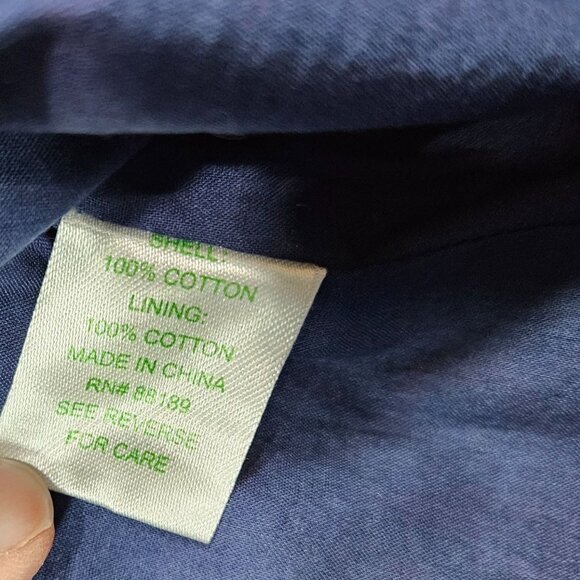 SHELL:
100% COTTON
LINING:
100% COTTON
MADE IN CHINA
RN# 88189
SEE REVERSE
FOR CARE